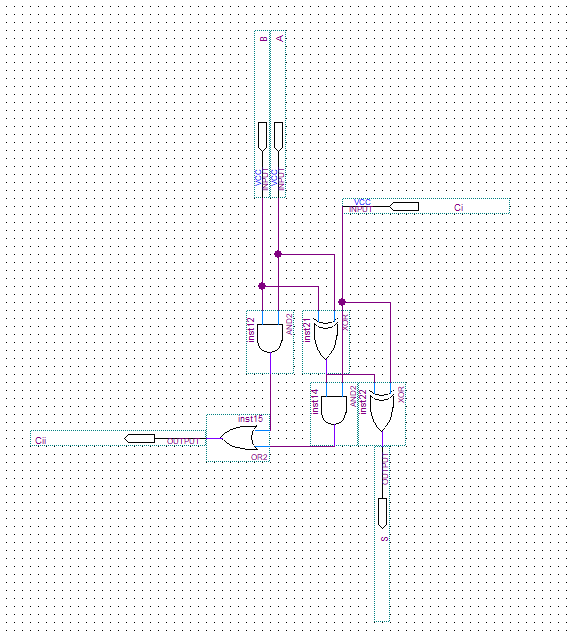 B
A
VCC
INPUT
VCC
INPUT
VCC
INPUT
Ci
inst12
AND2
inst21
XOR
inst14
AND2
inst22
XOR
inst15
OR2
Cii
OUTPUT
OUTPUT
S